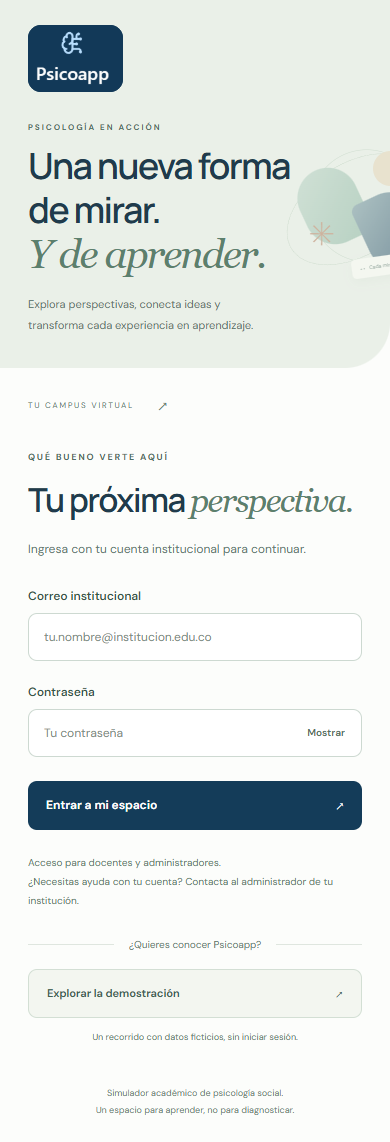 Psicoapp
PSICOLOGÍA EN ACCIÓN
Una nueva forma
de mirar.
Y de aprender.
Explora perspectivas, conecta ideas y
transforma cada experiencia en aprendizaje.
TU CAMPUS VIRTUAL ↗
QUÉ BUENO VERTE AQUÍ
Tu próxima perspectiva.
Ingresa con tu cuenta institucional para continuar.
Correo institucional
tu.nombre@institucion.edu.co
Contraseña
Tu contraseña Mostrar
Entrar a mi espacio ↗
Acceso para docentes y administradores.
¿Necesitas ayuda con tu cuenta? Contacta al administrador de tu
institución.
¿Quieres conocer Psicoapp?
Explorar la demostración ↗
Un recorrido con datos ficticios, sin iniciar sesión.
Simulador académico de psicología social.
Un espacio para aprender, no para diagnosticar.